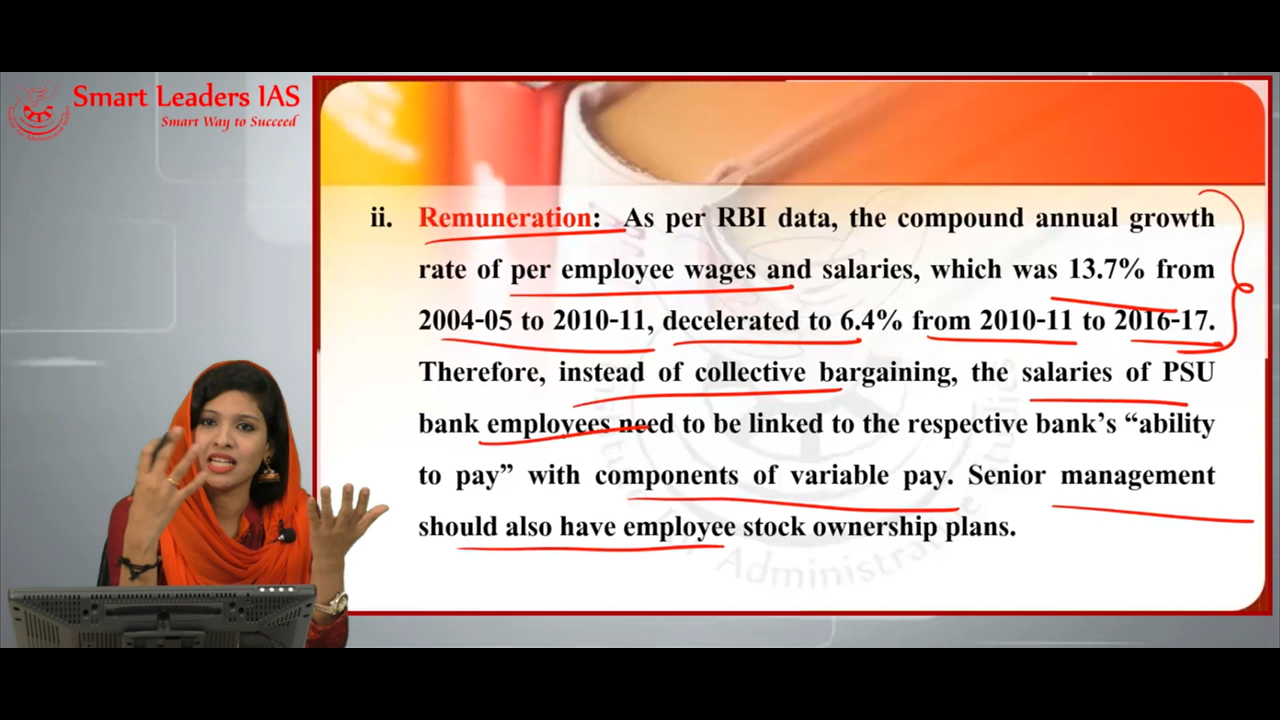 Smart Leaders IAS
Smart Way to Succeed
ii. Remuneration: As per RBI data, the compound annual growth
rate of per employee wages and salaries, which was 13.7% from
2004-05 to 2010-11, decelerated to 6.4% from 2010-11 to 2016-17.
Therefore, instead of collective bargaining, the salaries of PSU
bank employees need to be linked to the respective bank's “ability
to pay” with components of variable pay. Senior management
should also have employee stock ownership plans.